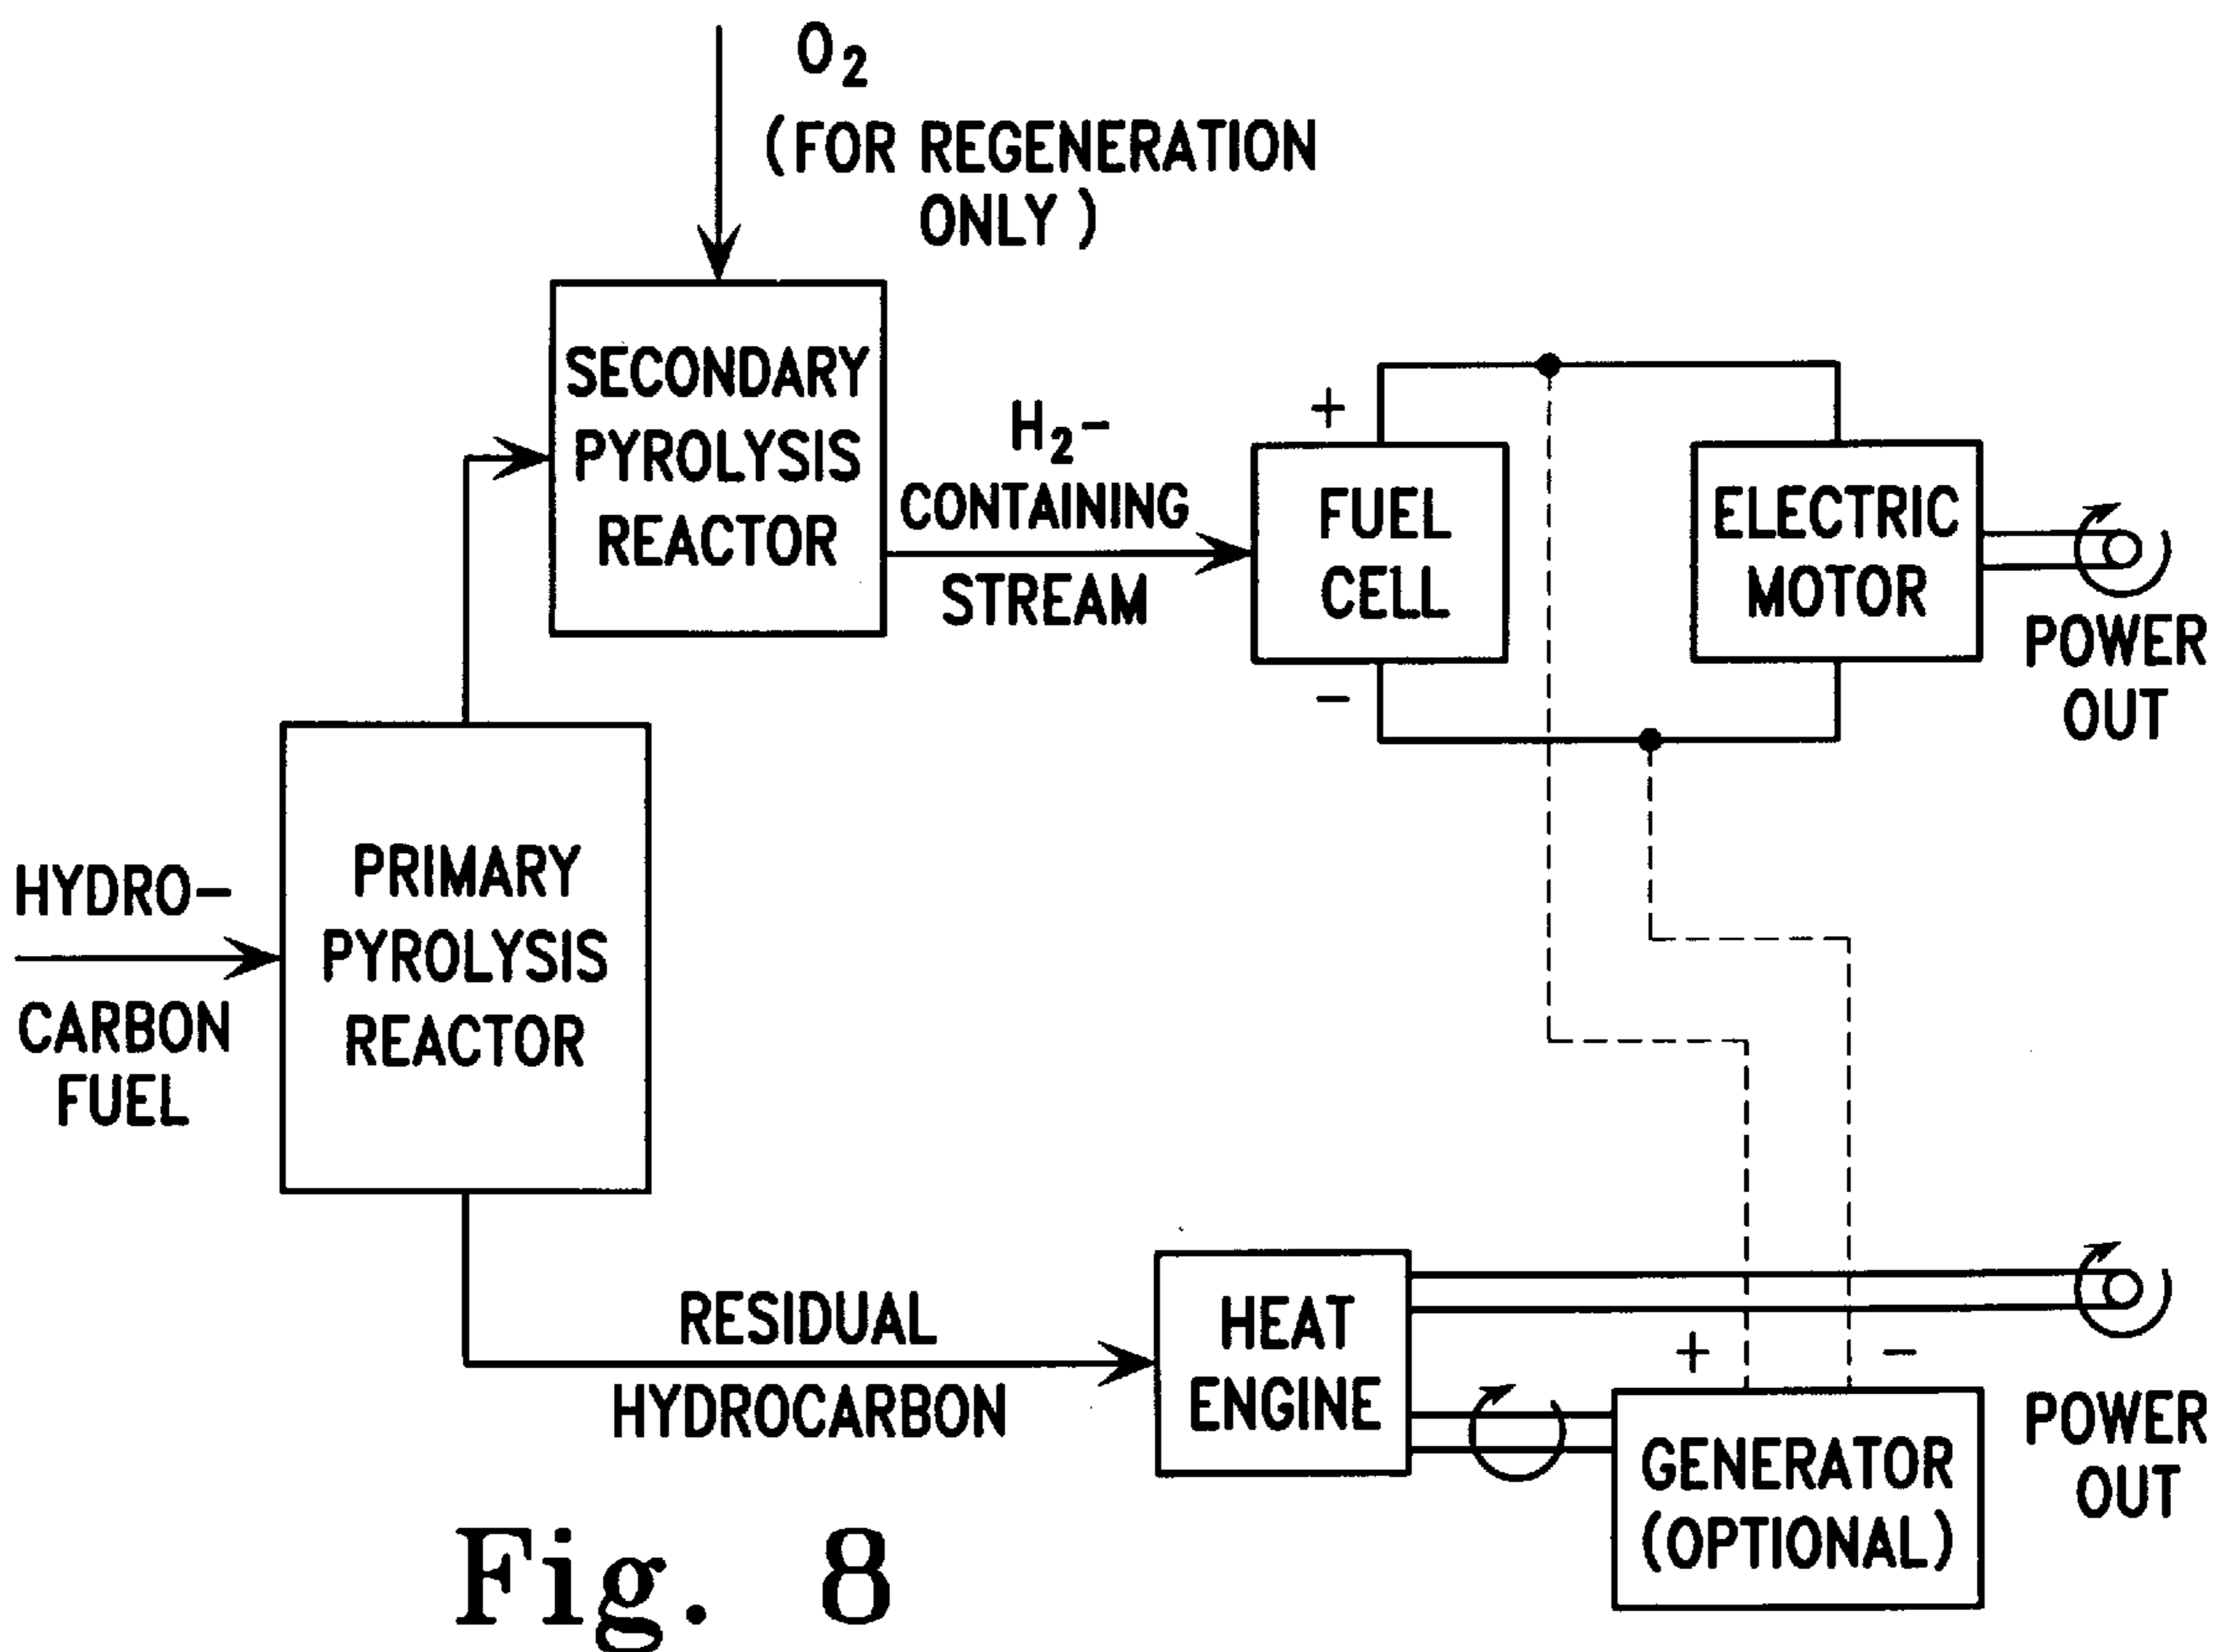 O₂
(FOR REGENERATION
ONLY)
SECONDARY
PYROLYSIS
REACTOR
H₂-
CONTAINING
STREAM
+
FUEL
CELL
-
ELECTRIC
MOTOR
POWER
OUT
HYDRO-
CARBON
FUEL
PRIMARY
PYROLYSIS
REACTOR
RESIDUAL
HYDROCARBON
HEAT
ENGINE
+ -
GENERATOR
(OPTIONAL)
POWER
OUT
Fig. 8